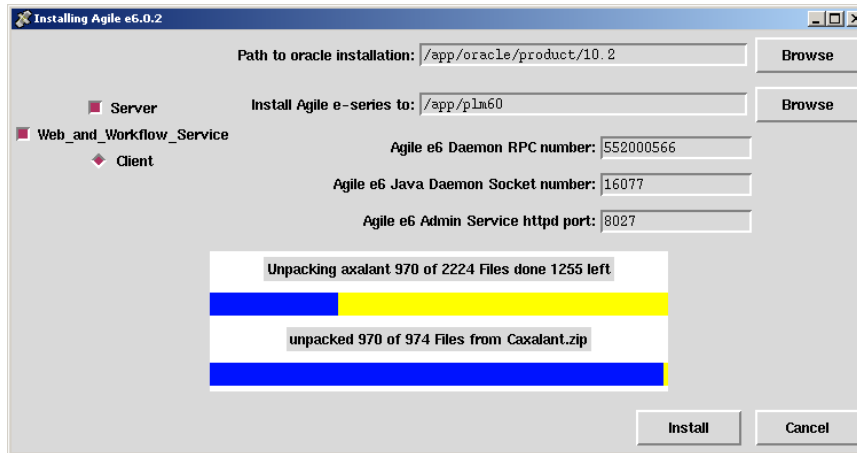 Installing Agile e6.0.2
Path to oracle installation: /app/oracle/product/10.2 Browse
Server Install Agile e-series to: /app/plm60 Browse
Web_and_Workflow_Service
Agile e6 Daemon RPC number: 552000566
Client
Agile e6 Java Daemon Socket number: 16077
Agile e6 Admin Service httpd port: 8027
Unpacking axalant 970 of 2224 Files done 1255 left
unpacked 970 of 974 Files from Caxalant.zip
Install Cancel